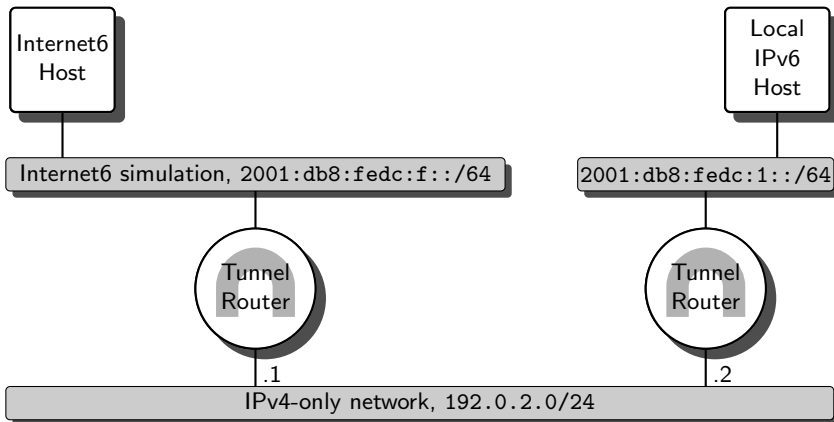 Internet6
Host
Local
IPv6
Host
Internet6 simulation, 2001:db8:fedc:f::/64
2001:db8:fedc:1::/64
Tunnel
Router
Tunnel
Router
.1
.2
IPv4-only network, 192.0.2.0/24